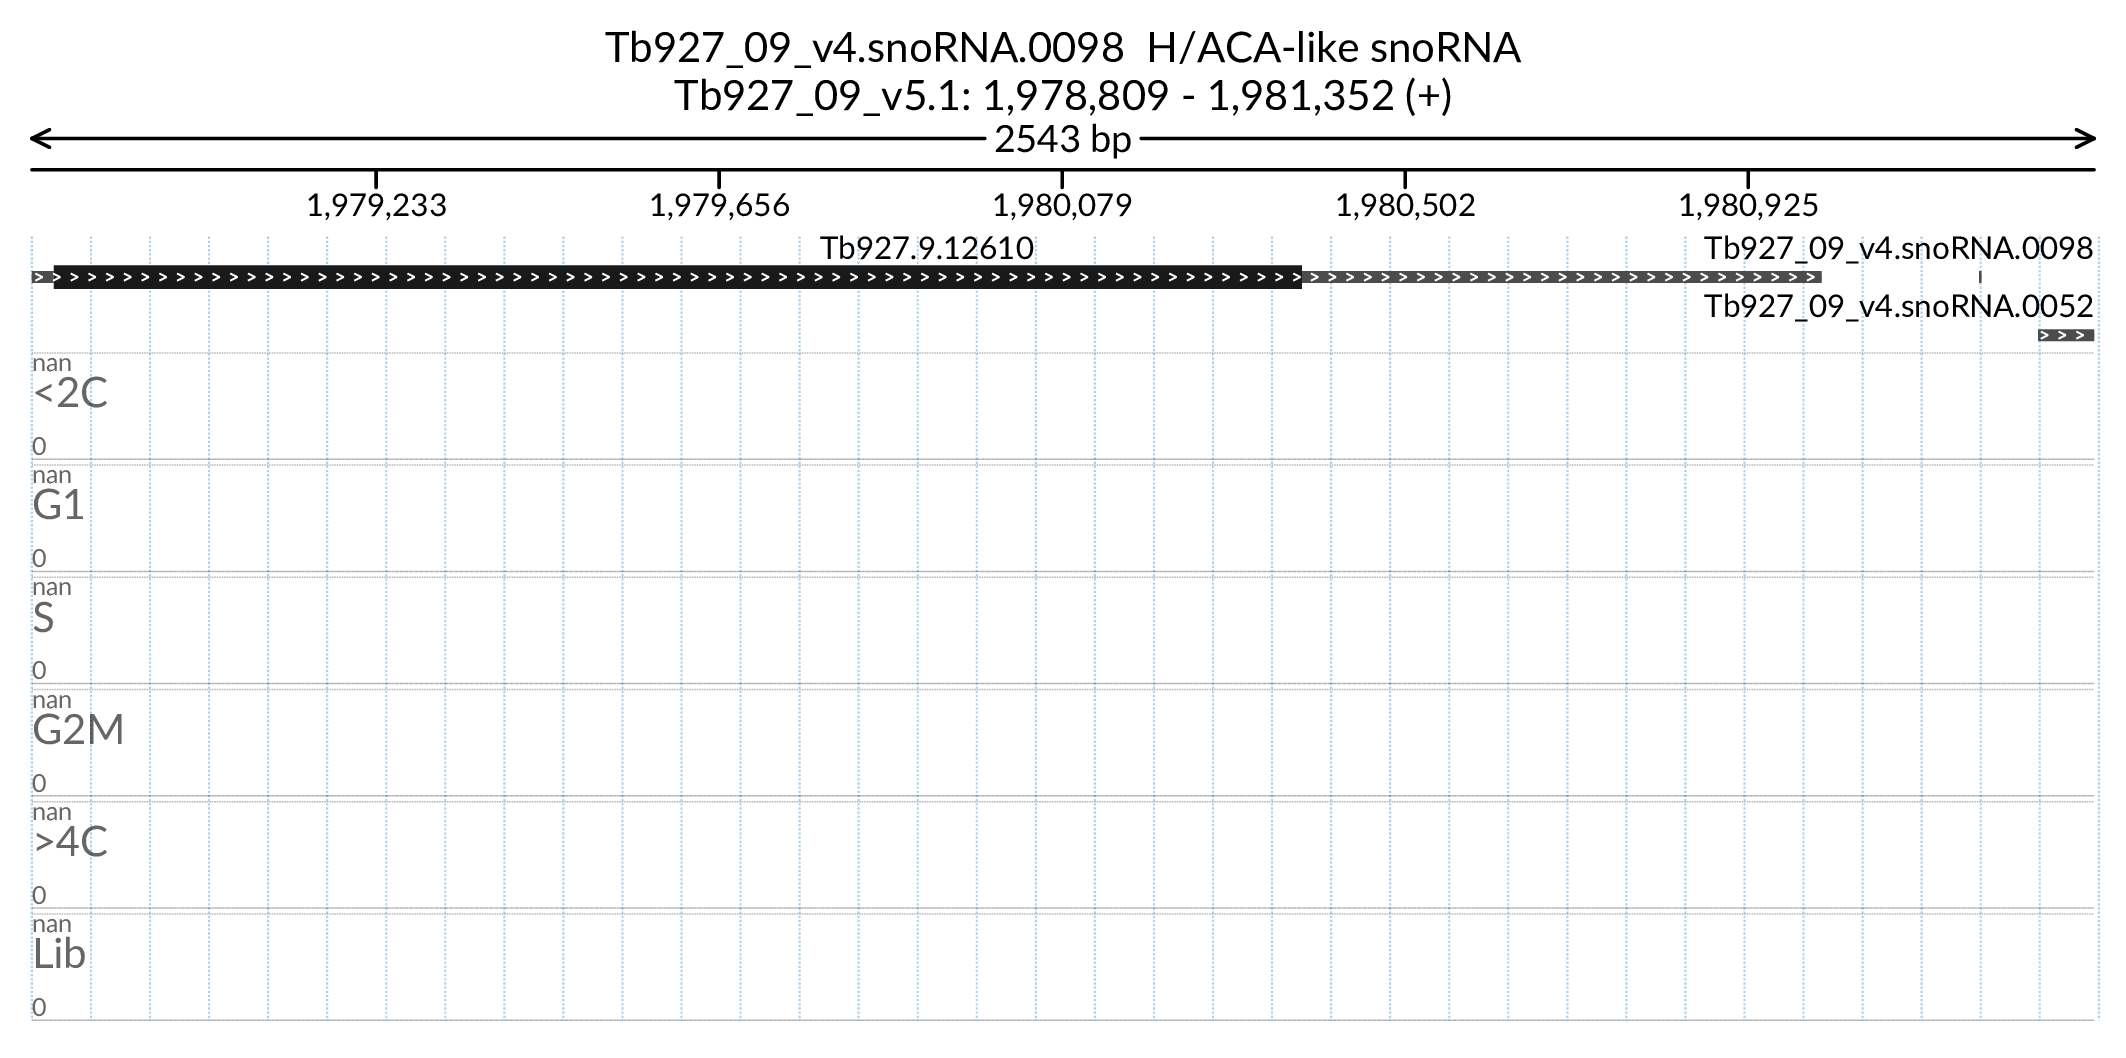 Tb927_09_v4.snoRNA.0098 H/ACA-like snoRNA
Tb927_09_v5.1: 1,978,809 - 1,981,352 (+)
2543 bp
1,979,233 1,979,656 1,980,079 1,980,502 1,980,925
Tb927.9.12610 Tb927_09_v4.snoRNA.0098
Tb927_09_v4.snoRNA.0052
nan
<2C
0
nan
G1
0
nan
S
0
nan
G2M
0
nan
>4C
0
nan
Lib
0